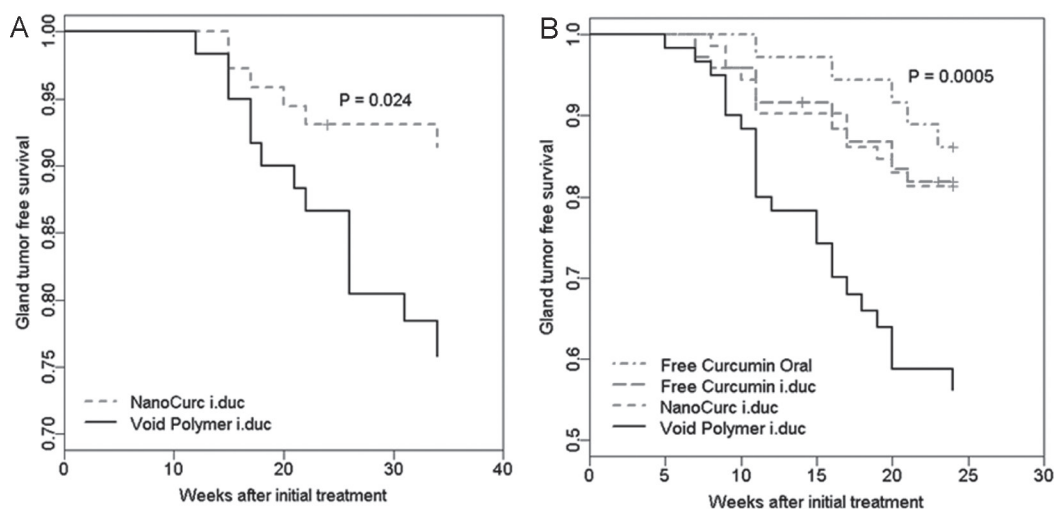 A
Gland tumor free survival
1.00
0.95
0.90
0.85
0.80
0.75
0.70
P = 0.024
NanoCurc i.duc
Void Polymer i.duc
0
10
20
30
40
Weeks after initial treatment
B
Gland tumor free survival
1.0
0.9
0.8
0.7
0.6
0.5
P = 0.0005
Free Curcumin Oral
Free Curcumin i.duc
NanoCurc i.duc
Void Polymer i.duc
0
5
10
15
20
25
30
Weeks after initial treatment